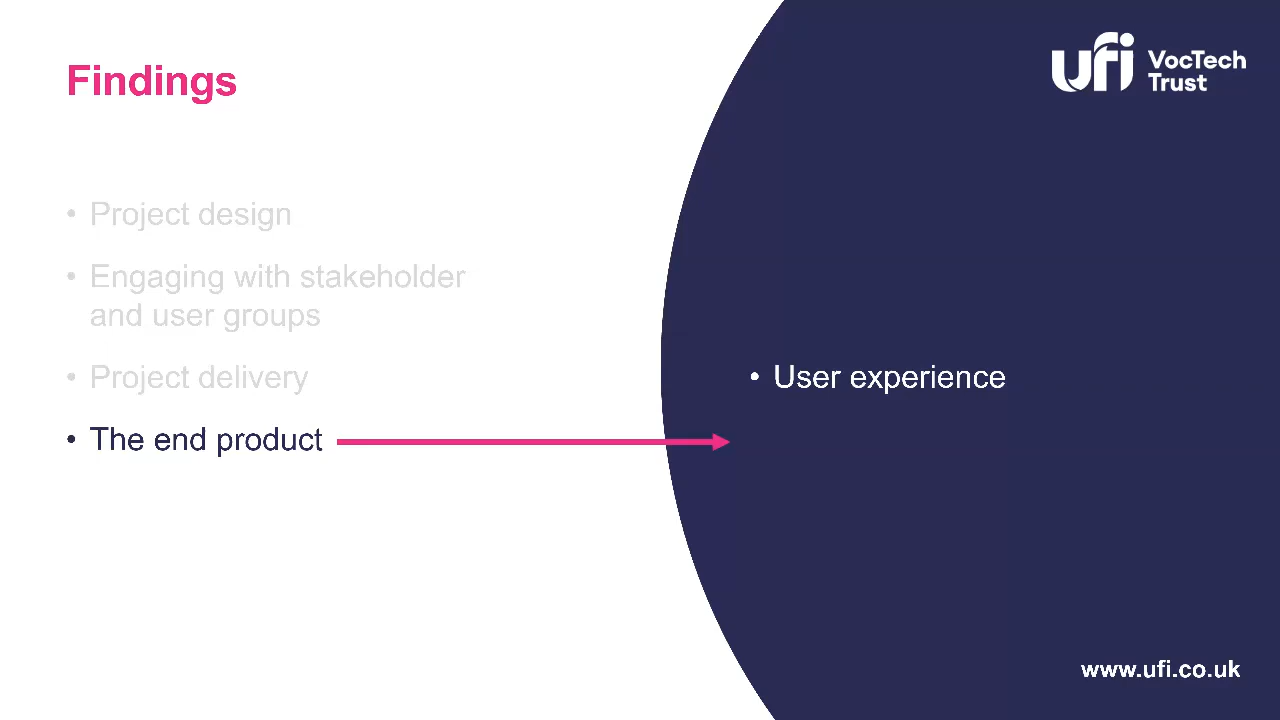 Findings
• Project design
• Engaging with stakeholder
and user groups
• Project delivery
• The end product
ufi VocTech
Trust
• User experience
www.ufi.co.uk